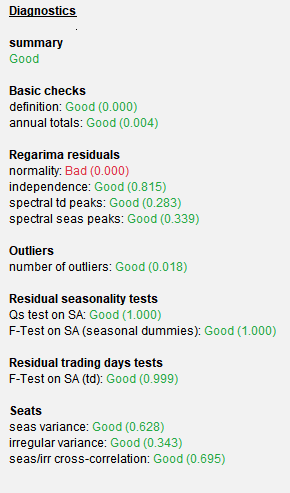 Diagnostics
summary
Good
Basic checks
definition: Good (0.000)
annual totals: Good (0.004)
Regarima residuals
normality: Bad (0.000)
independence: Good (0.815)
spectral td peaks: Good (0.283)
spectral seas peaks: Good (0.339)
Outliers
number of outliers: Good (0.018)
Residual seasonality tests
Qs test on SA: Good (1.000)
F-Test on SA (seasonal dummies): Good (1.000)
Residual trading days tests
F-Test on SA (td): Good (0.999)
Seats
seas variance: Good (0.628)
irregular variance: Good (0.343)
seas/irr cross-correlation: Good (0.695)